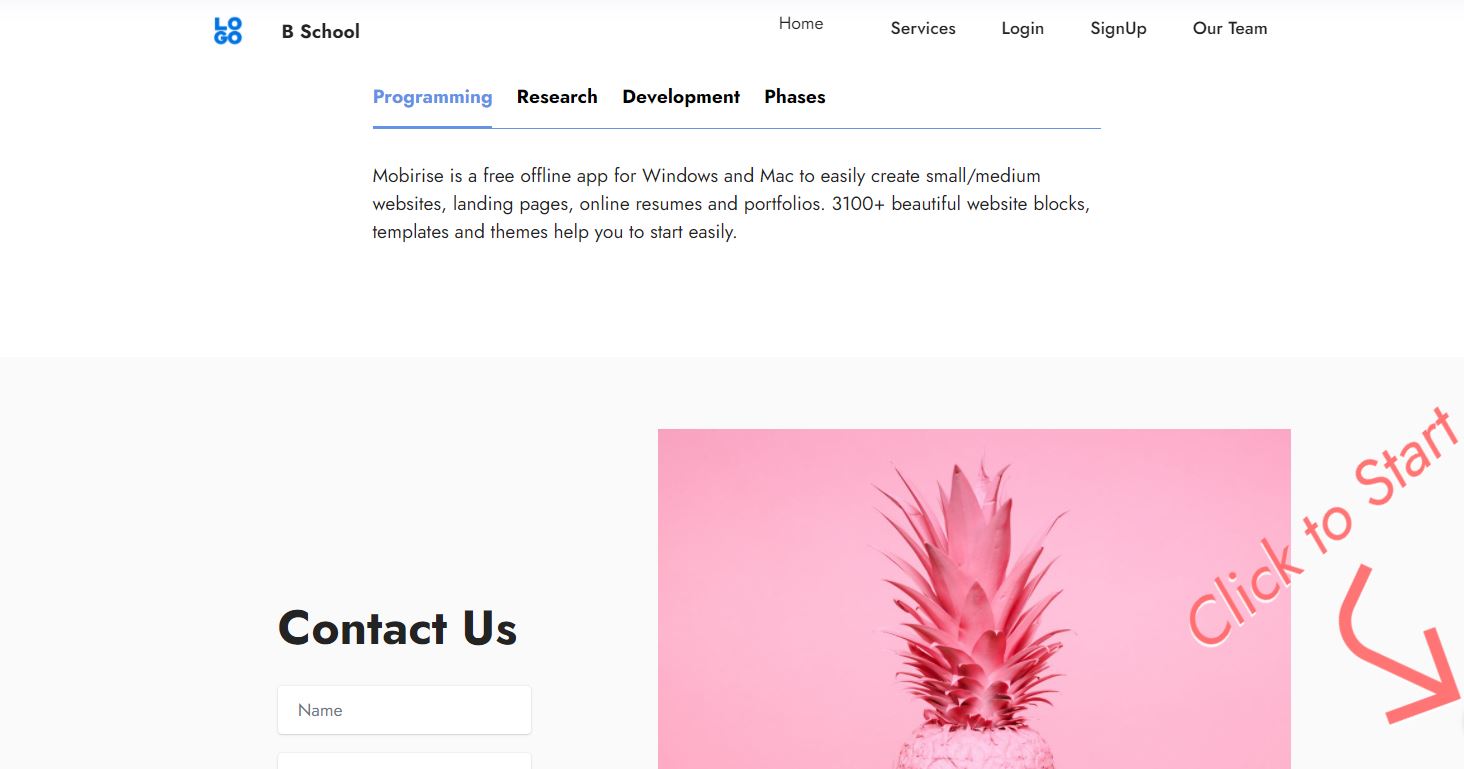 LO
GO
B School
Home
Services
Login
SignUp
Our Team
Programming
Research
Development
Phases
Mobirise is a free offline app for Windows and Mac to easily create small/medium
websites, landing pages, online resumes and portfolios. 3100+ beautiful website blocks,
templates and themes help you to start easily.
Click to Start
Contact Us
Name